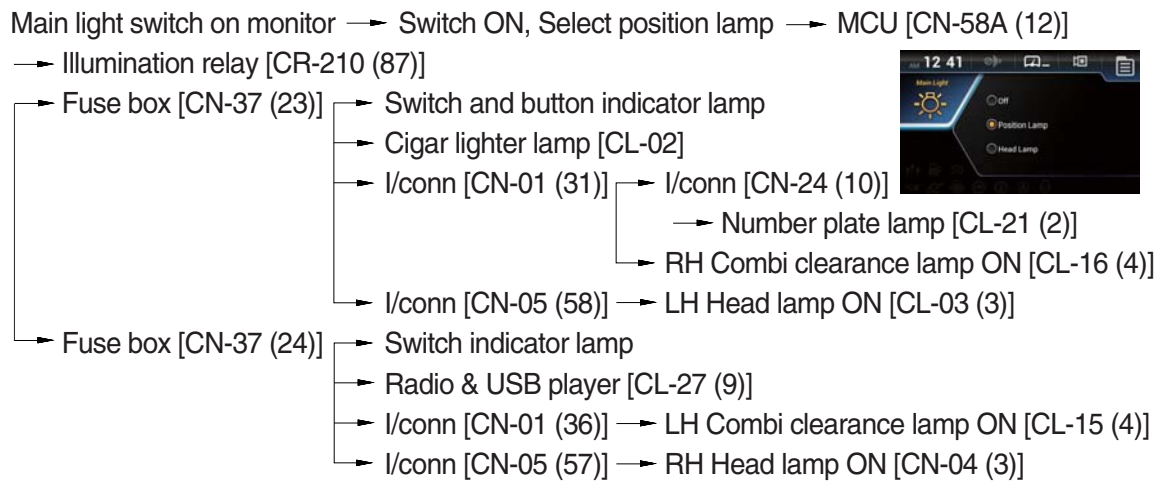 Main light switch on monitor → Switch ON, Select position lamp → MCU [CN-58A (12)]
→ Illumination relay [CR-210 (87)]
→ Fuse box [CN-37 (23)] → Switch and button indicator lamp
→ Cigar lighter lamp [CL-02]
→ I/conn [CN-01 (31)] → I/conn [CN-24 (10)]
→ Number plate lamp [CL-21 (2)]
→ RH Combi clearance lamp ON [CL-16 (4)]
→ I/conn [CN-05 (58)] → LH Head lamp ON [CL-03 (3)]
→ Fuse box [CN-37 (24)] → Switch indicator lamp
→ Radio & USB player [CL-27 (9)]
→ I/conn [CN-01 (36)] → LH Combi clearance lamp ON [CL-15 (4)]
→ I/conn [CN-05 (57)] → RH Head lamp ON [CN-04 (3)]
AM 12 41
Main Light
Off
Position Lamp
Head Lamp